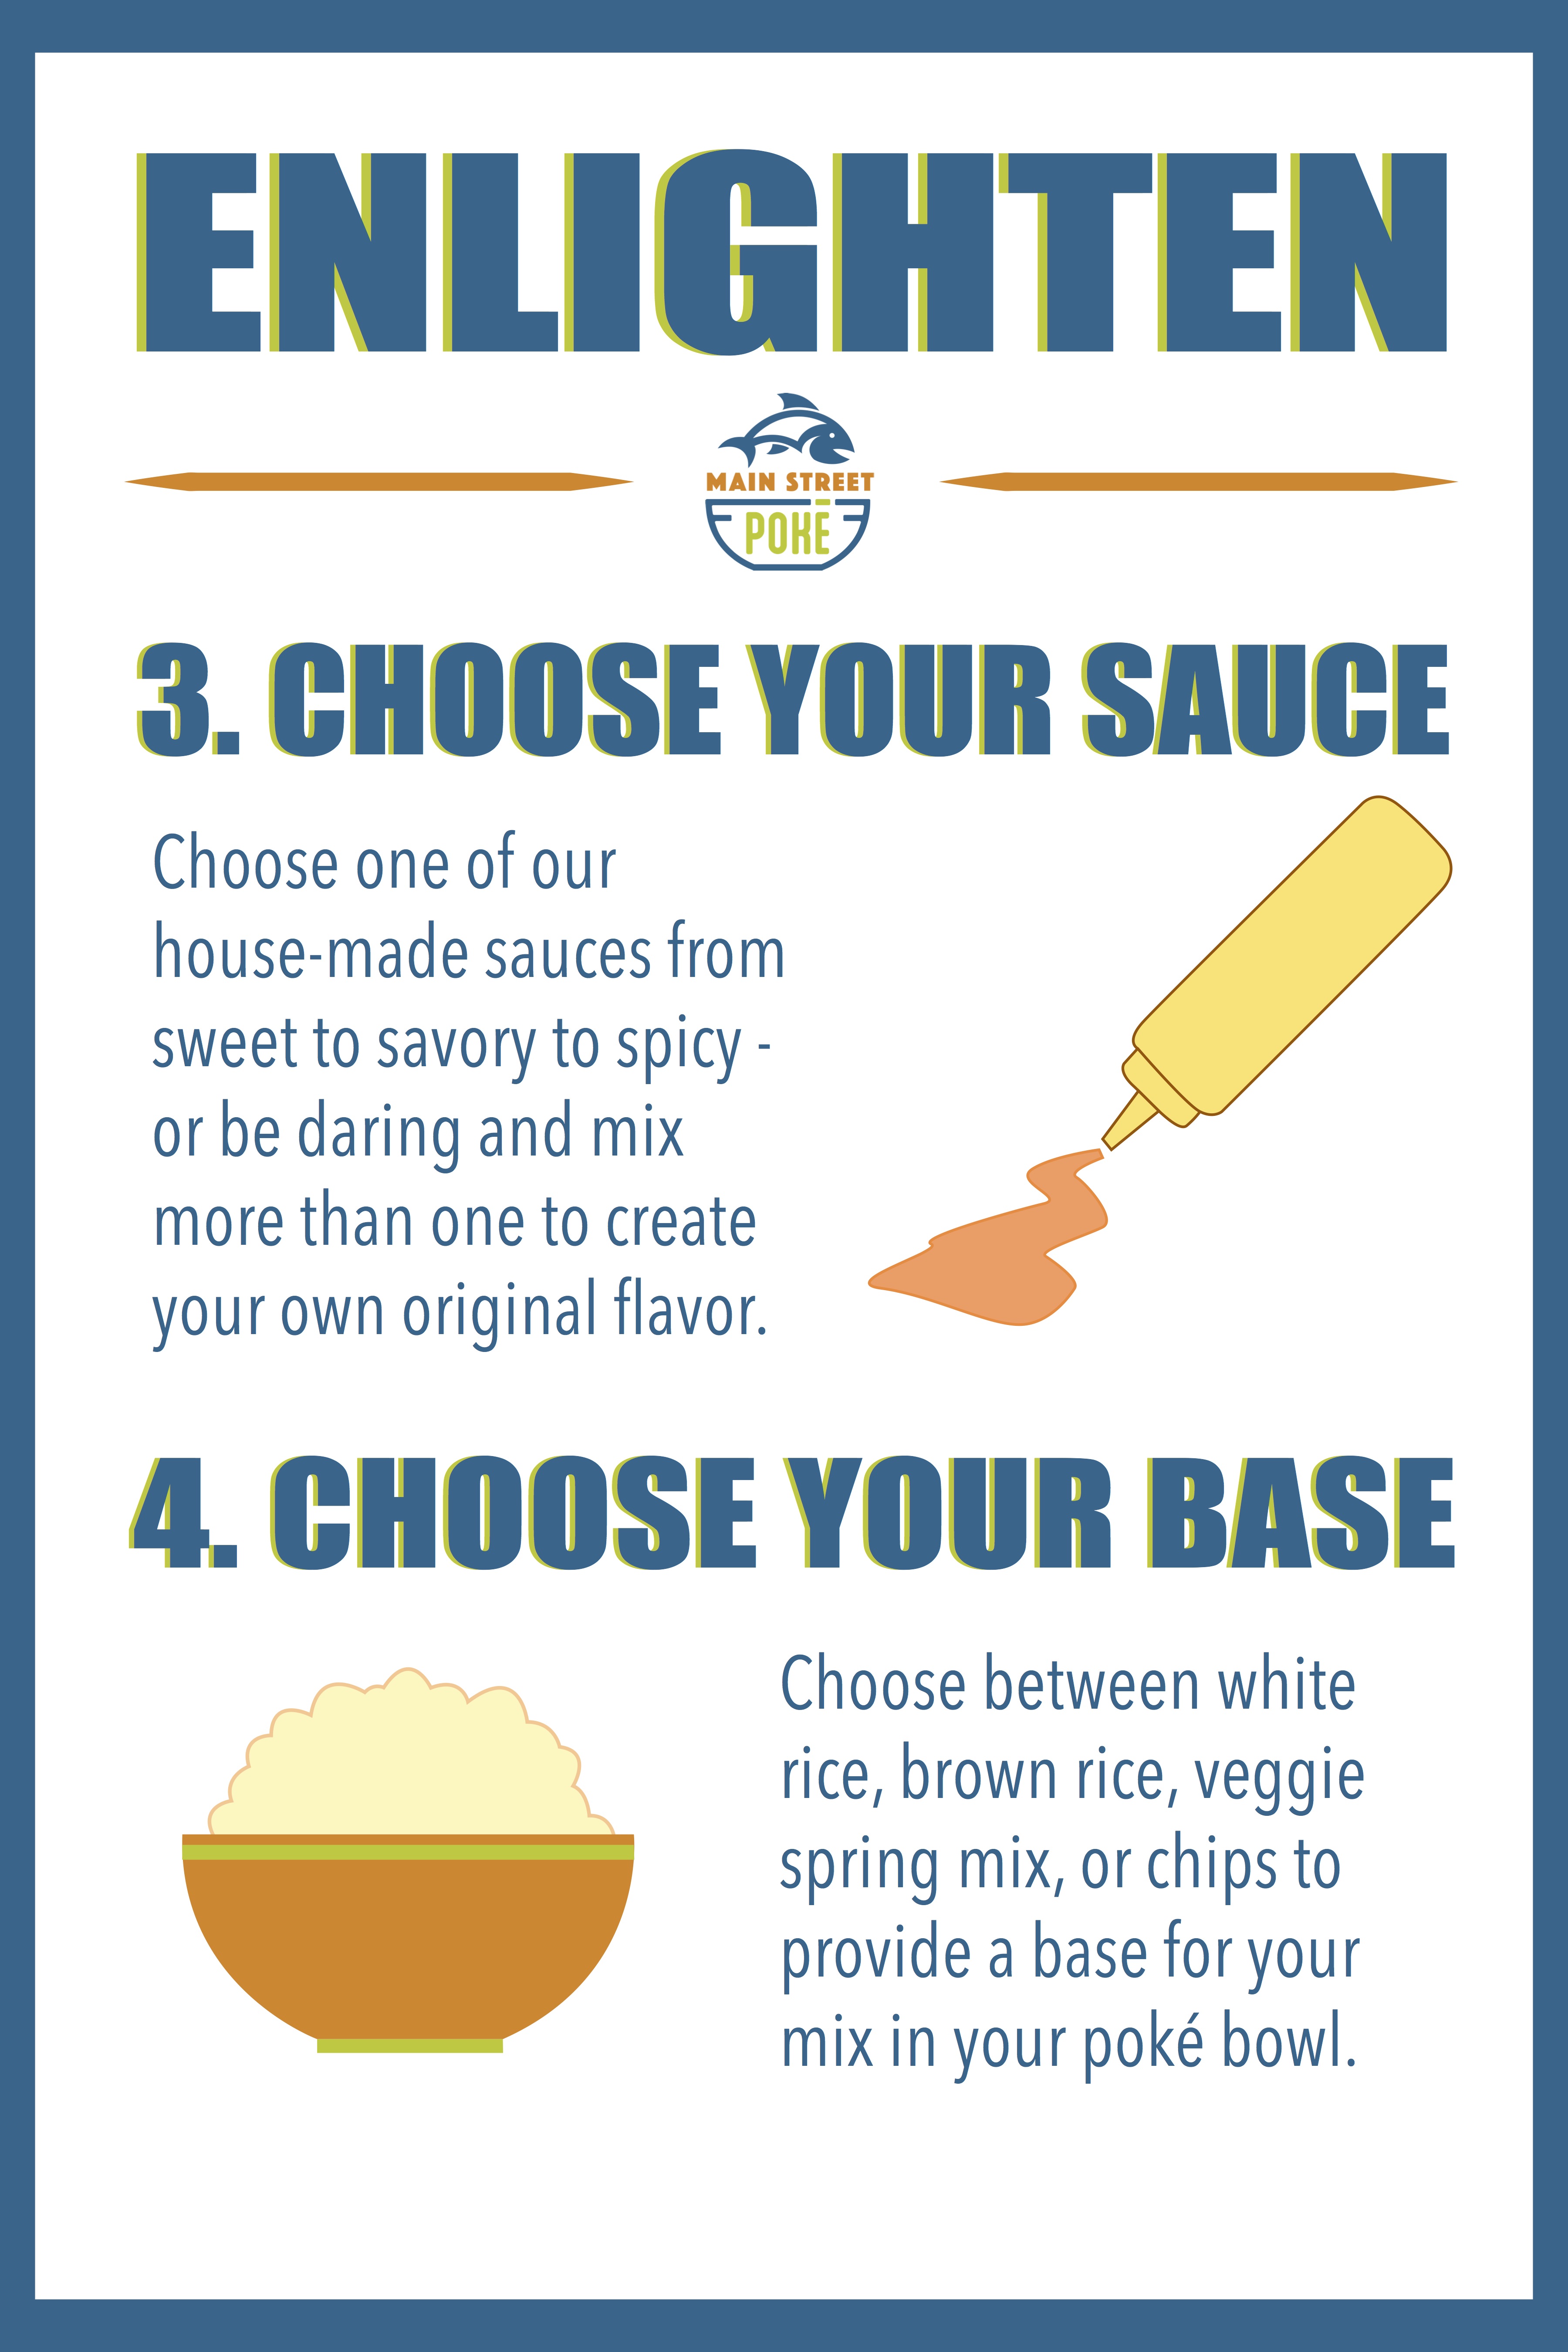 ENLIGHTEN
MAIN STREET
POKĒ
3. CHOOSE YOUR SAUCE
Choose one of our
house-made sauces from
sweet to savory to spicy -
or be daring and mix
more than one to create
your own original flavor.
4. CHOOSE YOUR BASE
Choose between white
rice, brown rice, veggie
spring mix, or chips to
provide a base for your
mix in your poké bowl.